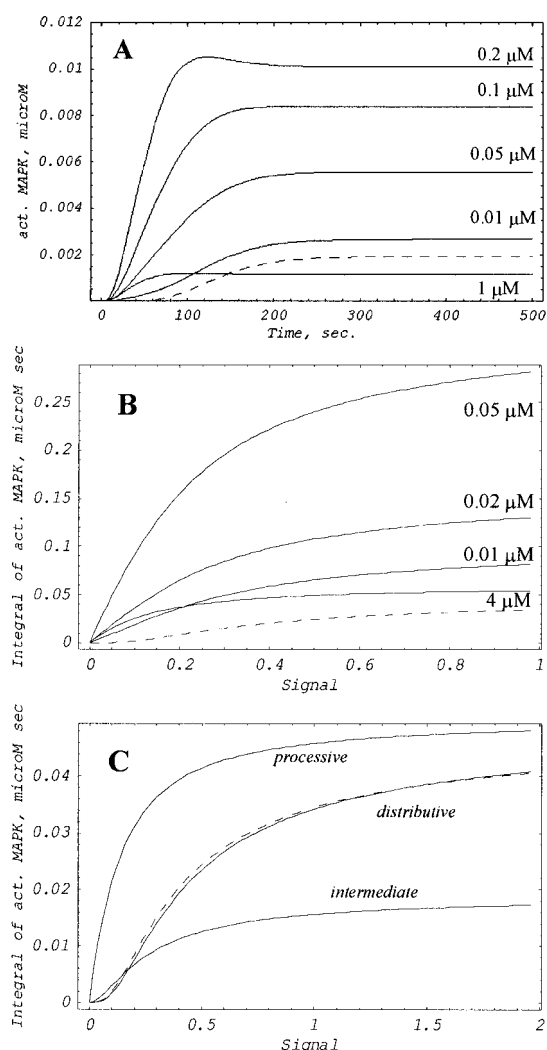 A
act. MAPK, microM
0.012
0.01
0.008
0.006
0.004
0.002
0.2 µM
0.1 µM
0.05 µM
0.01 µM
1 µM
0 100 200 300 400 500
Time, sec.
B
Integral of act. MAPK, microM sec
0.25
0.2
0.15
0.1
0.05
0
0.05 µM
0.02 µM
0.01 µM
4 µM
0 0.2 0.4 0.6 0.8 1
Signal
C
Integral of act. MAPK, microM sec
0.04
0.03
0.02
0.01
0
processive
distributive
intermediate
0 0.5 1 1.5 2
Signal